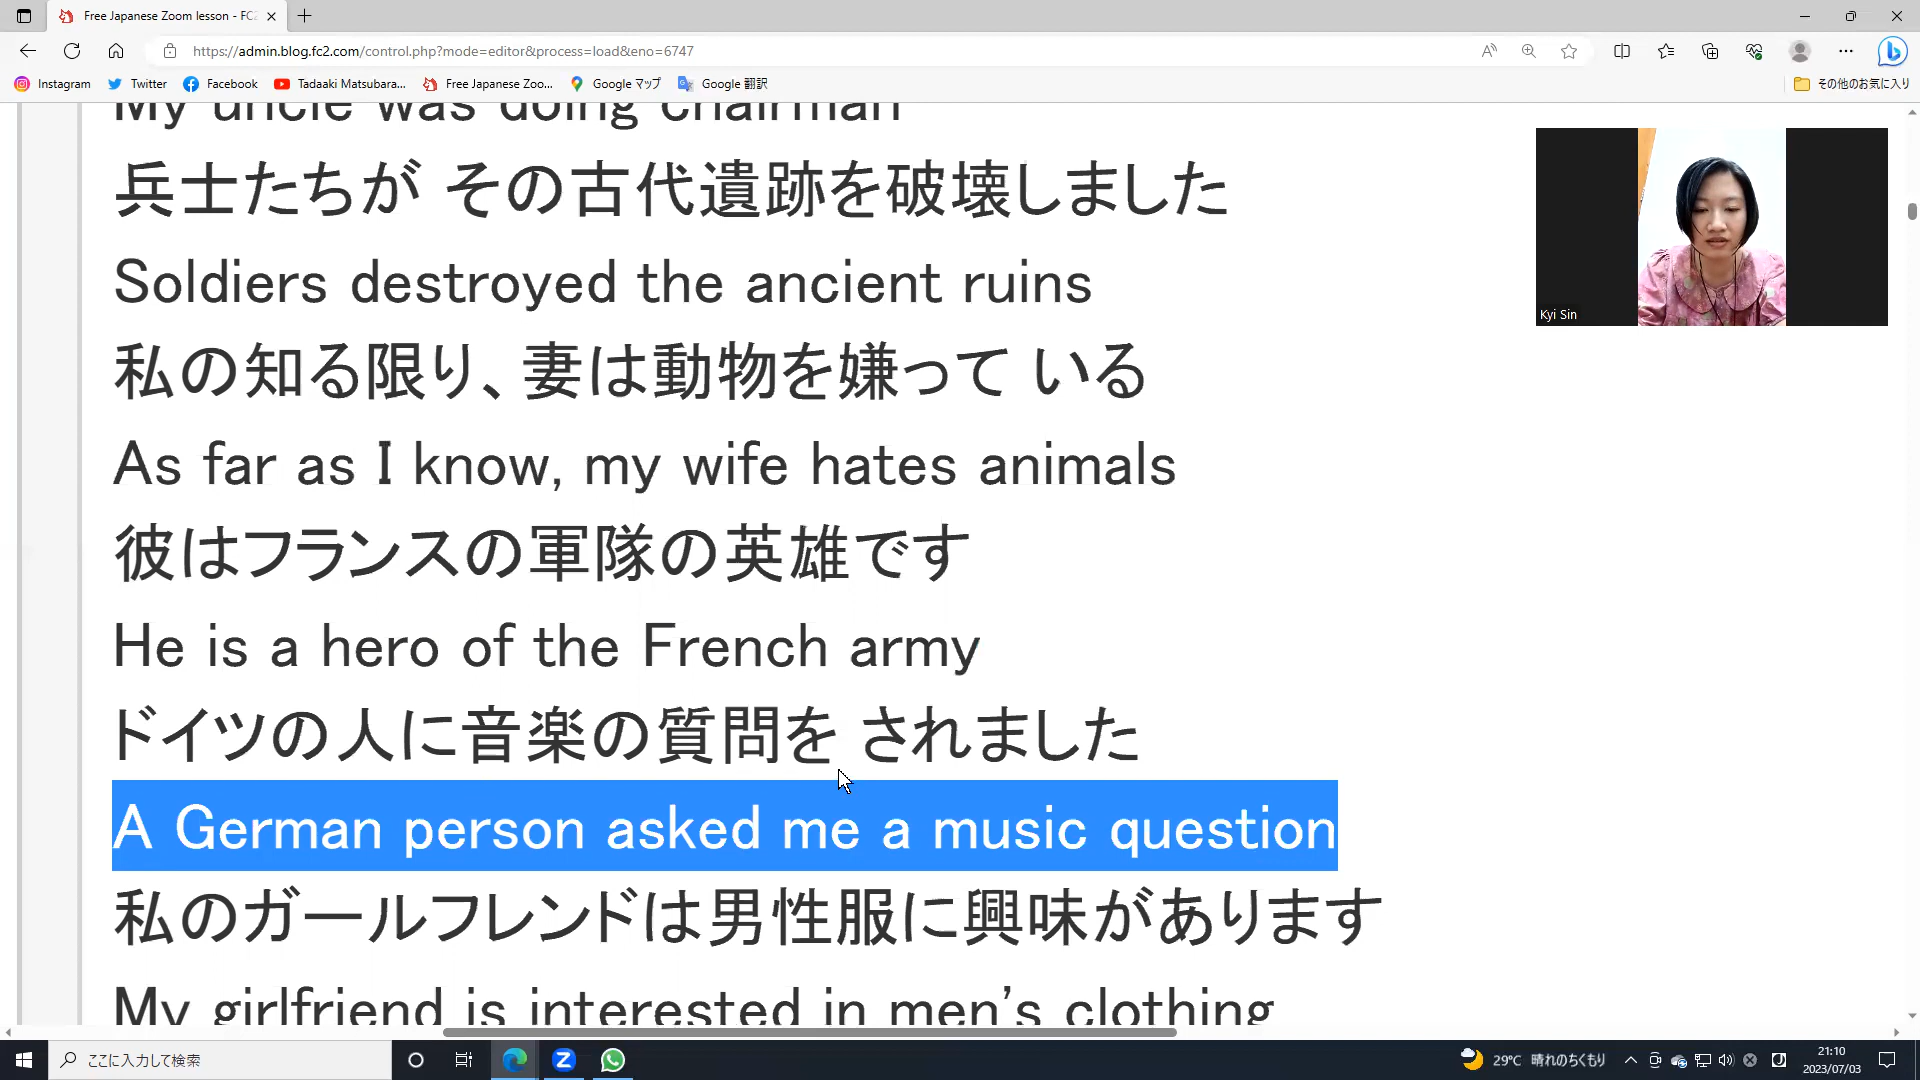 Free Japanese Zoom lesson - FC2
https://admin.blog.fc2.com/control.php?mode=editor&process=load&eno=6747
Instagram Twitter Facebook Tadaaki Matsubara... Free Japanese Zoo... Google マップ Google 翻訳 その他のお気に入り
My uncle was doing chairman
兵士たちが その古代遺跡を破壊しました
Soldiers destroyed the ancient ruins
私の知る限り、妻は動物を嫌って いる
As far as I know, my wife hates animals
彼はフランスの軍隊の英雄です
He is a hero of the French army
ドイツの人に音楽の質問を されました
A German person asked me a music question
私のガールフレンドは男性服に興味があります
My girlfriend is interested in men's clothing
Kyi Sin
ここに入力して検索
29°C 晴れのちくもり
21:10
2023/07/03